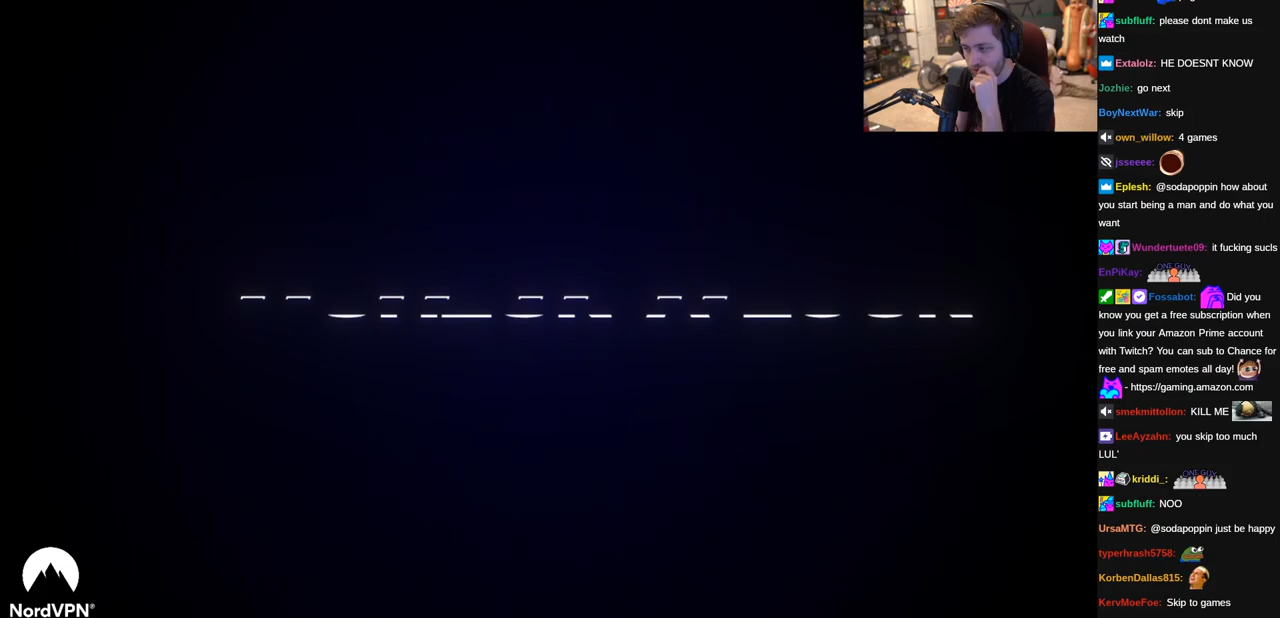 subfluff: please dont make us
watch
Extalolz: HE DOESNT KNOW
Jozhie: go next
BoyNextWar: skip
own_willow: 4 games
jsseeee:
Eplesh: @sodapoppin how about
you start being a man and do what you
want
Wundertuete09: it fucking sucls
EnPiKay: ONE GUY
Fossabot: Did you
know you get a free subscription when
you link your Amazon Prime account
with Twitch? You can sub to Chance for
free and spam emotes all day!
- https://gaming.amazon.com
smekmittollon: KILL ME
LeeAyzahn: you skip too much
LUL'
kriddi_: ONE GUY
subfluff: NOO
UrsaMTG: @sodapoppin just be happy
typerhrash5758:
KorbenDallas815:
KervMoeFoe: Skip to games
NordVPN®